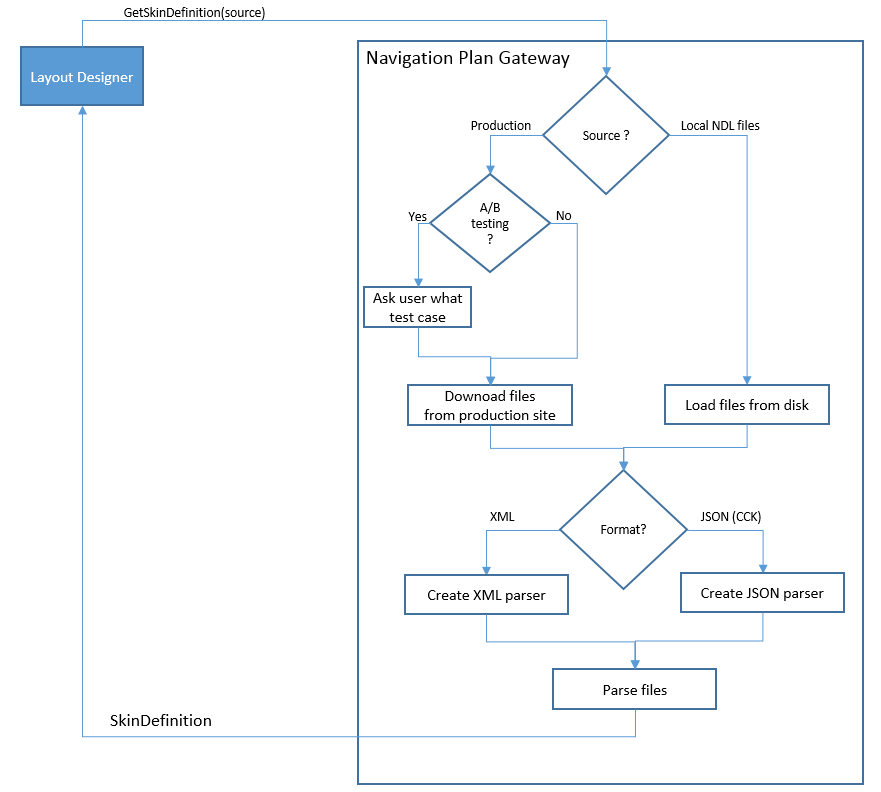 GetSkinDefinition(source)
Layout Designer
Navigation Plan Gateway
Source ?
Production
Local NDL files
A/B
testing
?
Yes
No
Ask user what
test case
Downoad files
from production site
Load files from disk
Format?
XML
JSON (CCK)
Create XML parser
Create JSON parser
Parse files
SkinDefinition